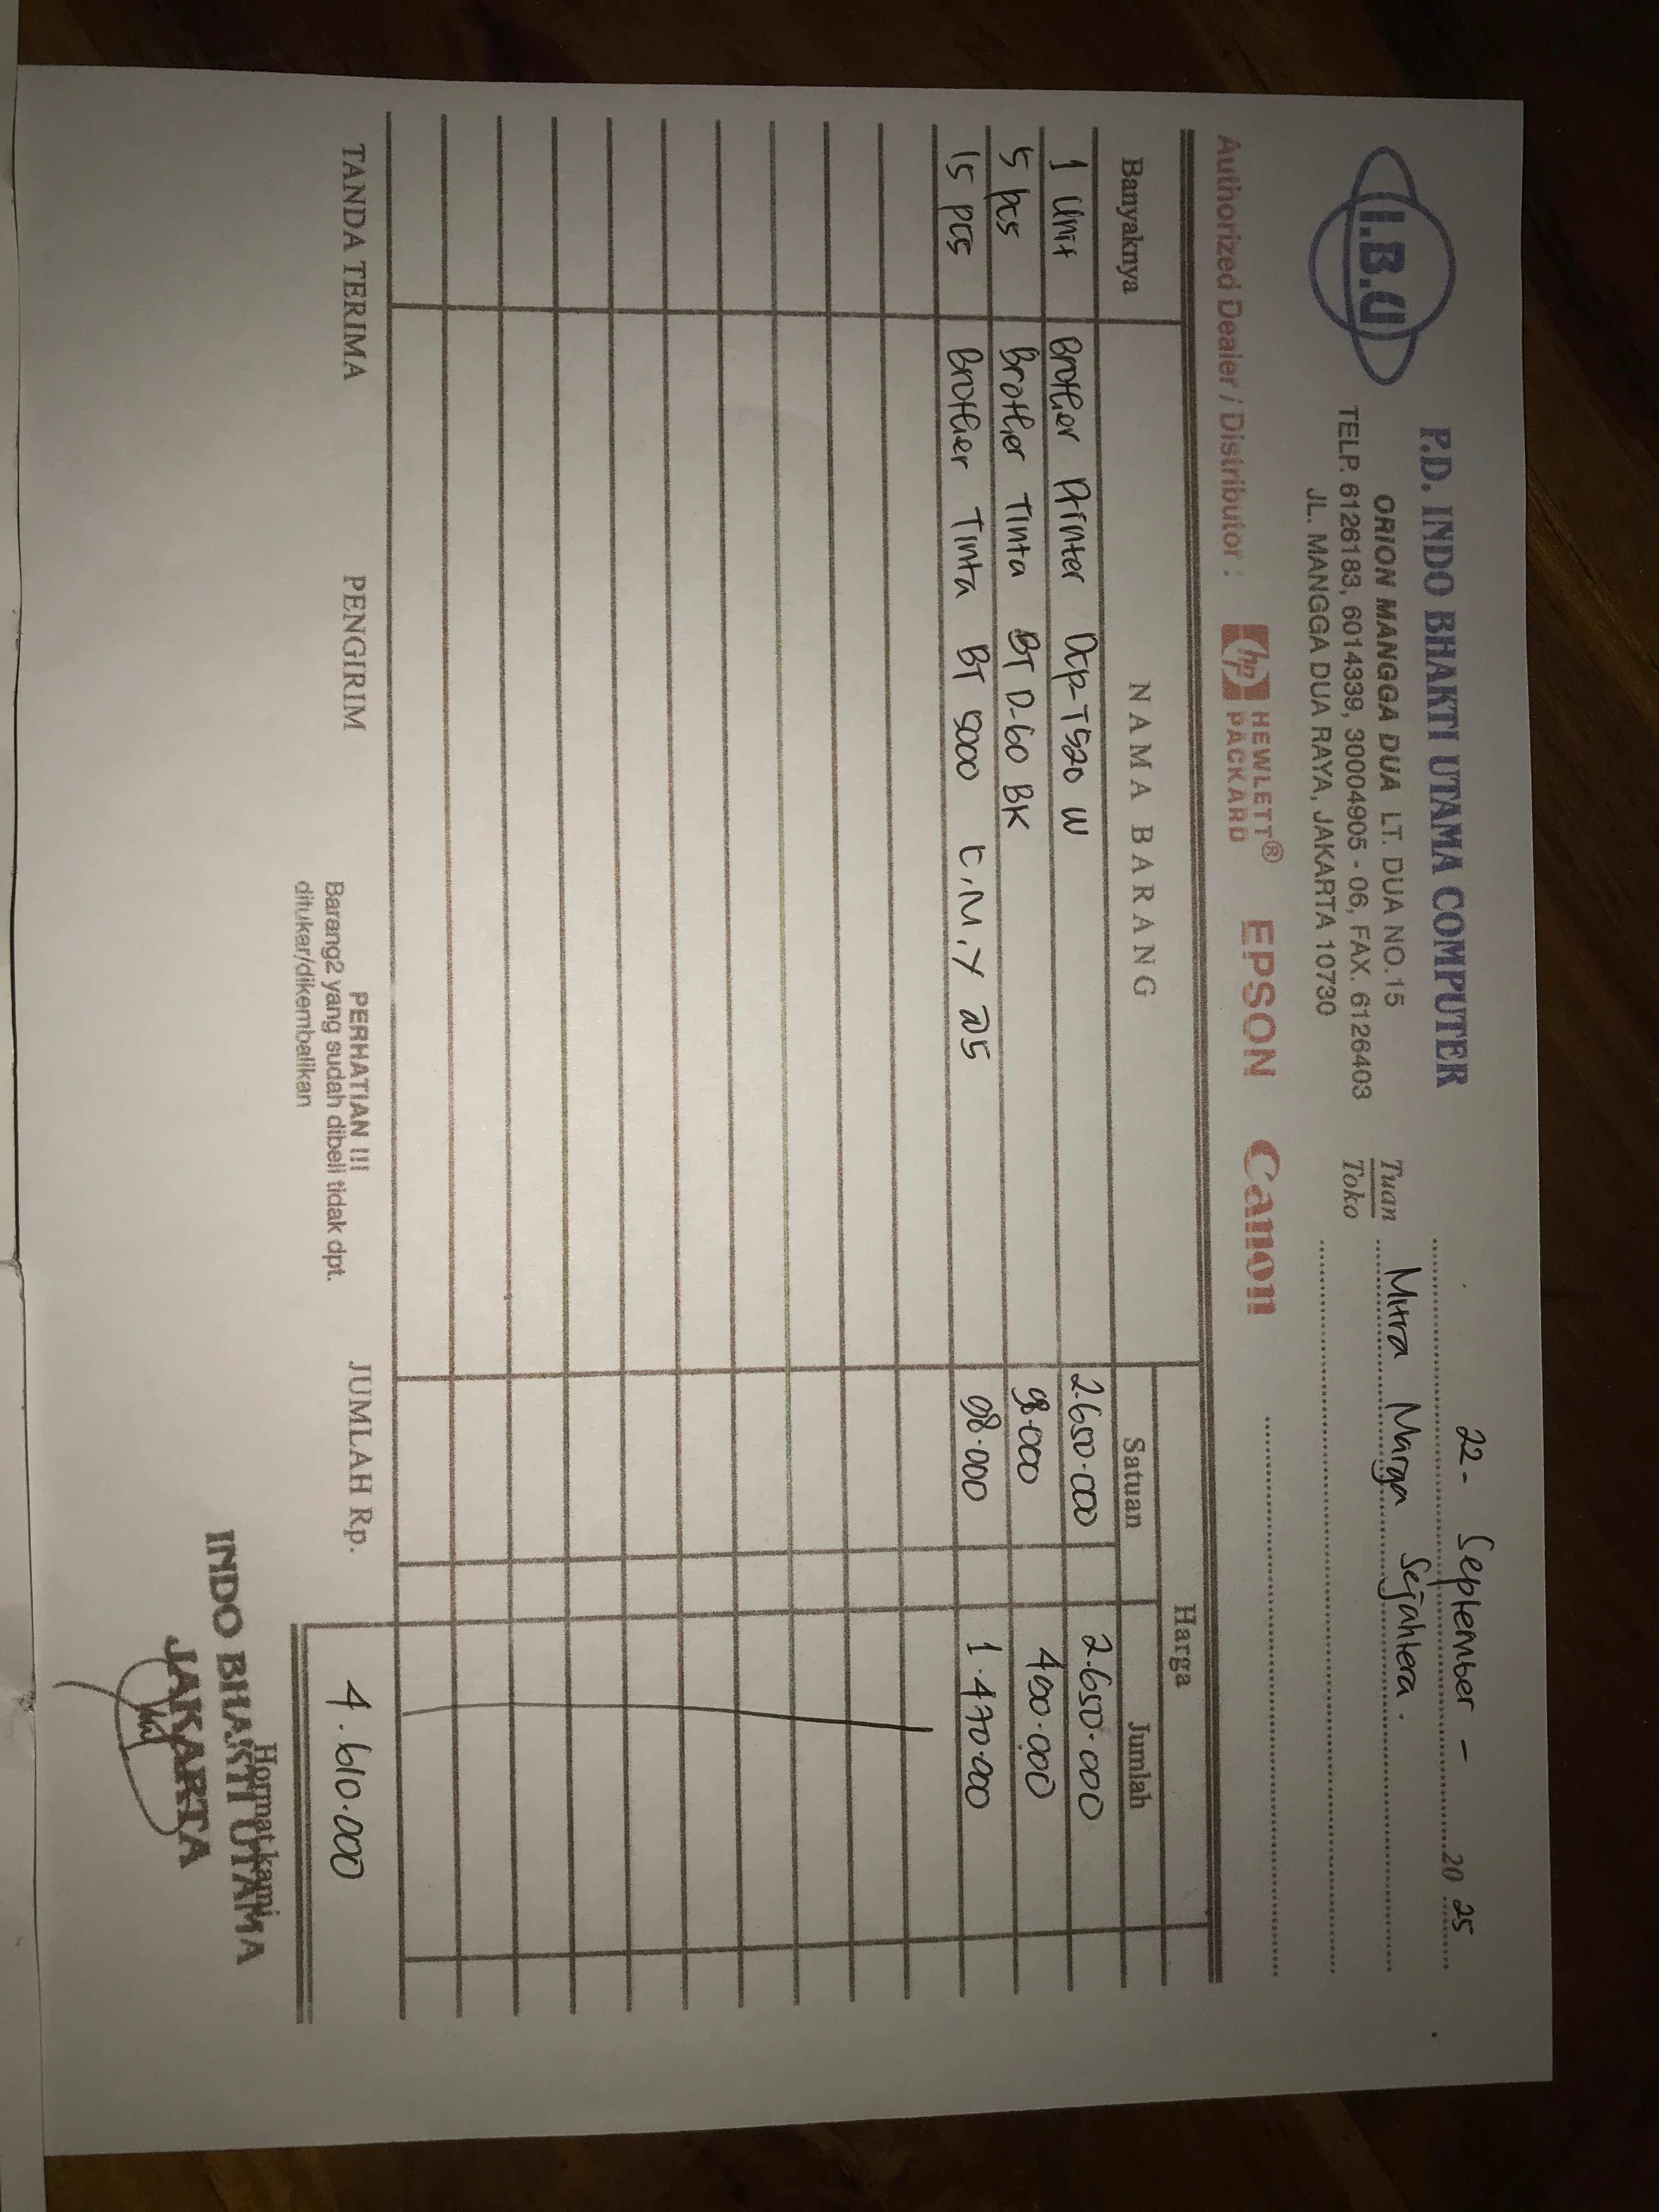 I.B.U
P.D. INDO BHAKTI UTAMA COMPUTER
ORION MANGGA DUA LT. DUA NO.15
TELP. 6126183, 6014339, 30004905 - 06, FAX. 6126403
JL. MANGGA DUA RAYA, JAKARTA 10730
22 - September - 20 25
Tuan
Toko
Mitra Marga Sejahtera.
Authorized Dealer / Distributor : hp HEWLETT® PACKARD EPSON Canon
Banyaknya NAMA BARANG Harga
Satuan Jumlah
1 Unit Brother Printer Dcp-T520 W 2.650.000 2.650.000
5 pcs Brother Tinta BT D-60 BK 98.000 490.000
15 pcs Brother Tinta BT 5000 C,M,Y @5 98.000 1.470.000
TANDA TERIMA PENGIRIM JUMLAH Rp. 4.610.000
PERHATIAN !!!
Barang2 yang sudah dibeli tidak dpt.
ditukar/dikembalikan
Hormat kami
INDO BHAKTI UTAMA
JAKARTA